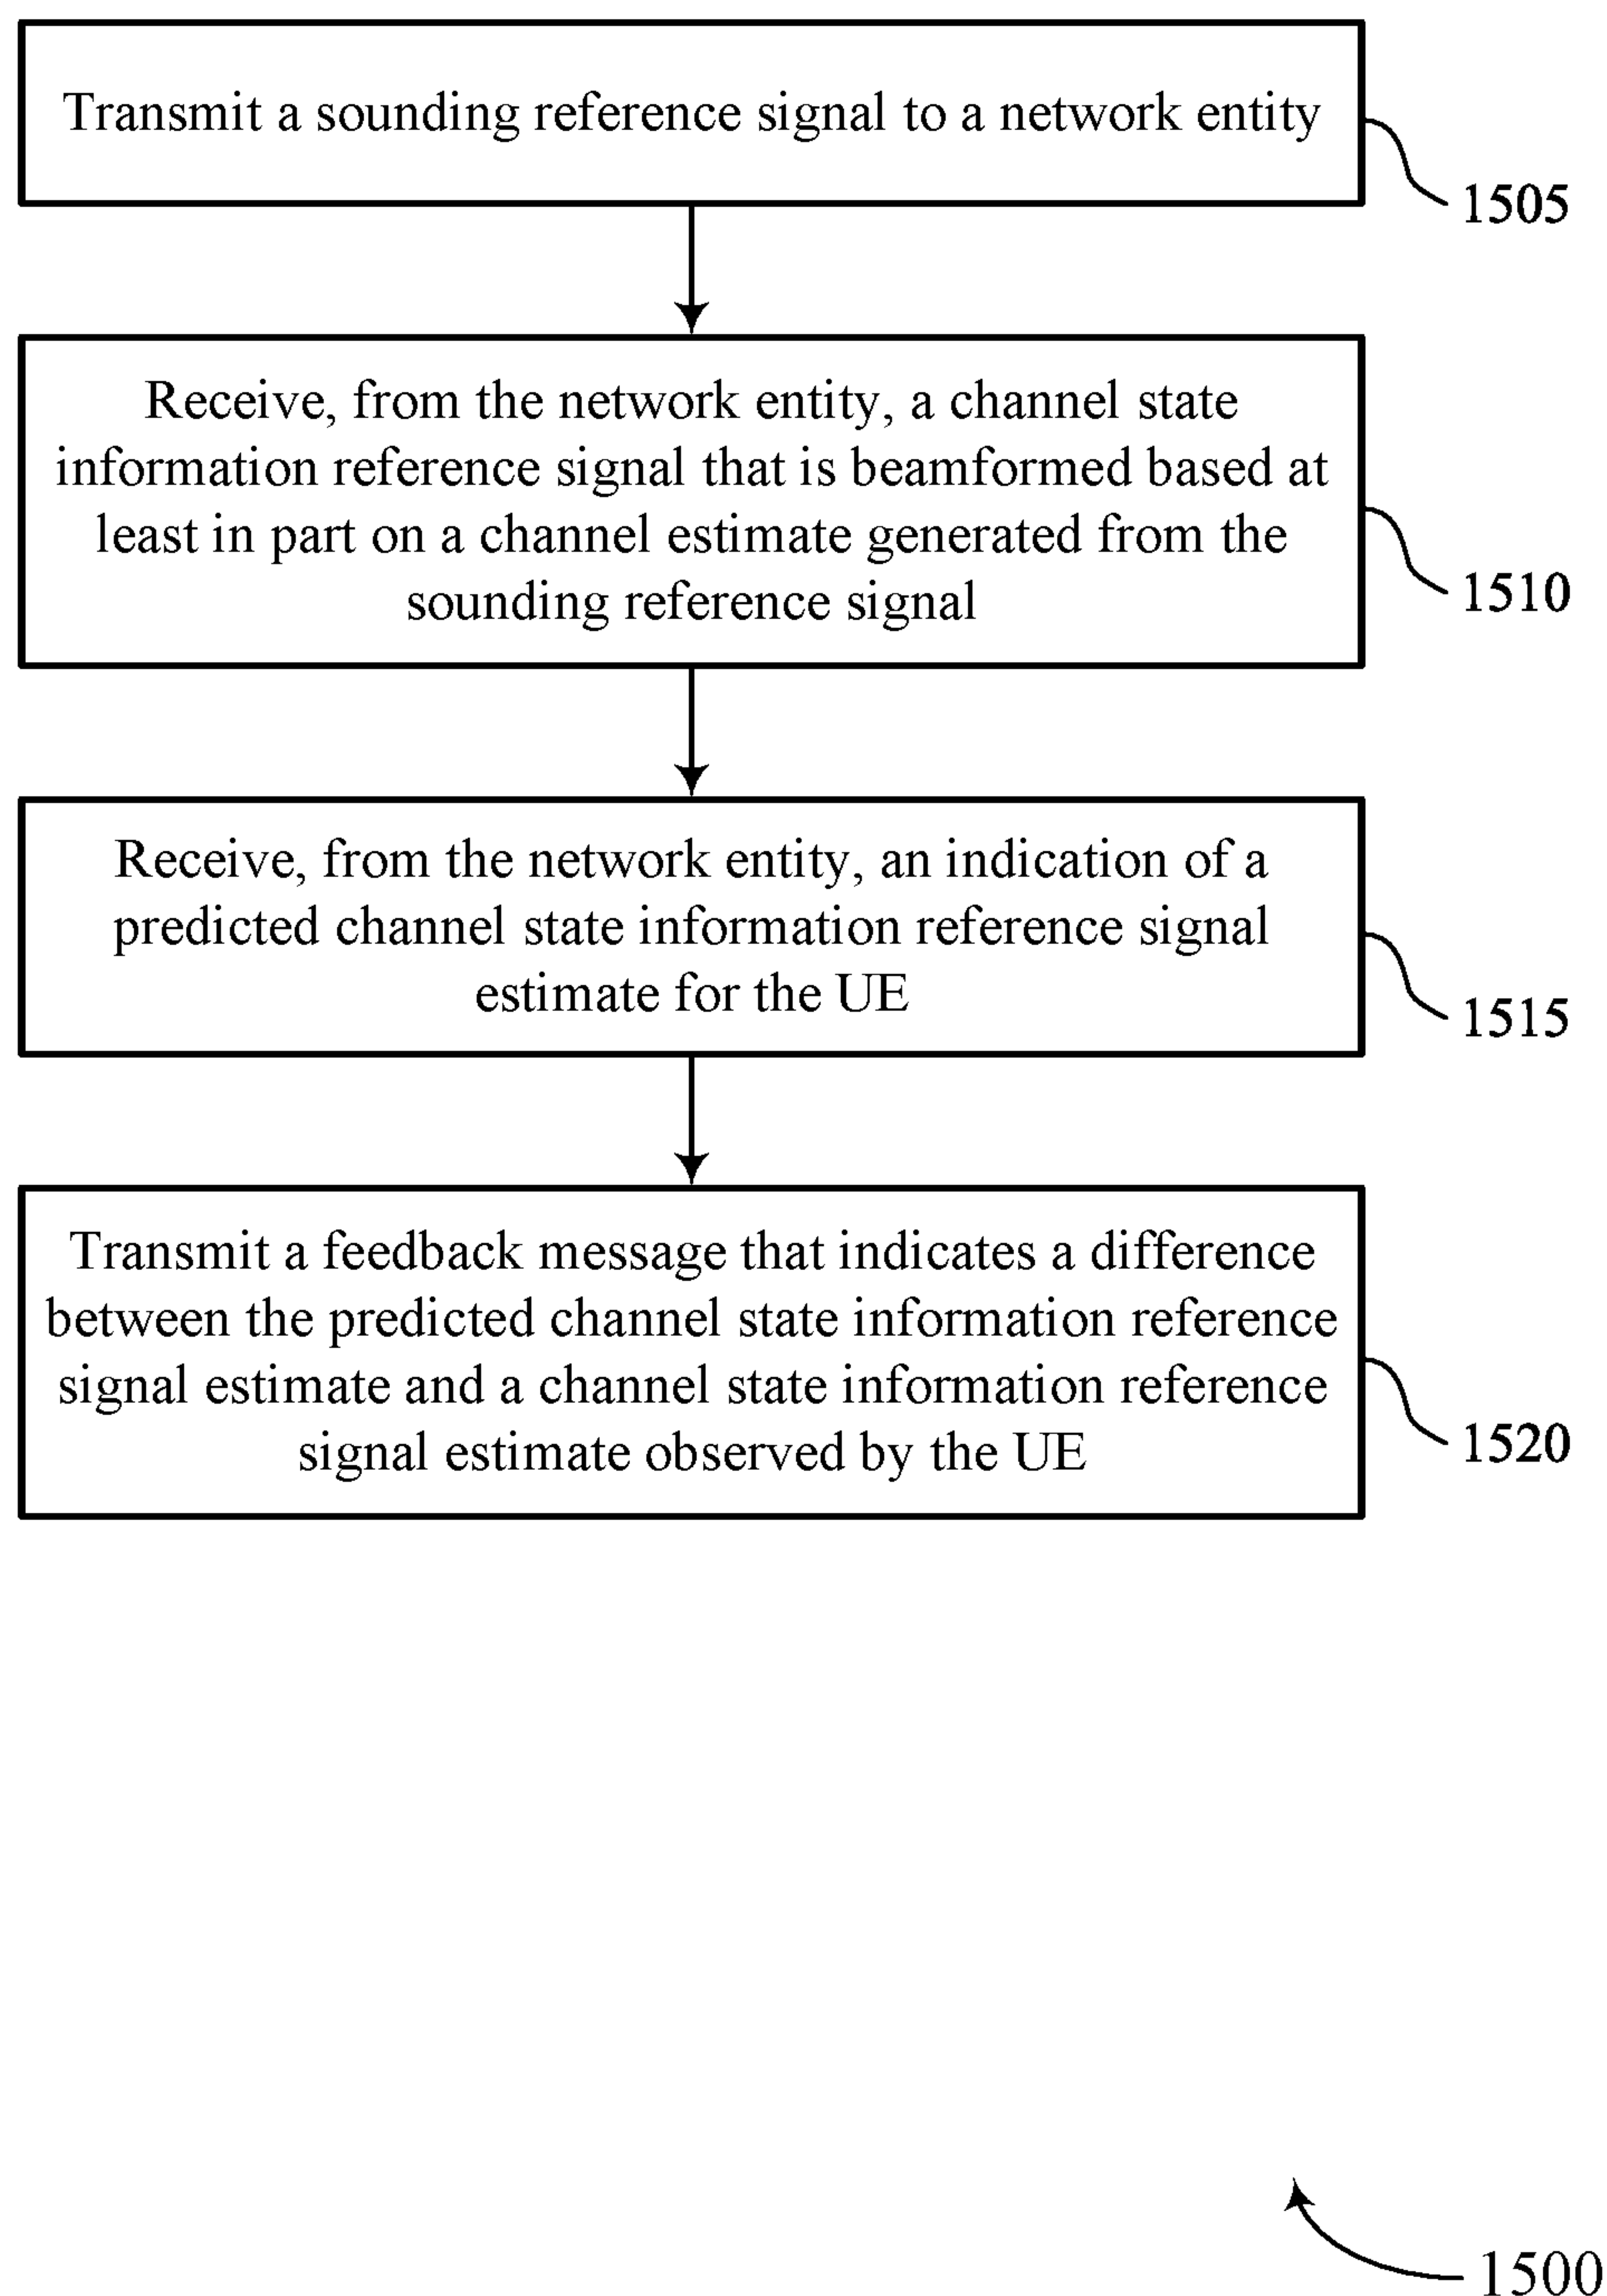 Transmit a sounding reference signal to a network entity
1505
Receive, from the network entity, a channel state
information reference signal that is beamformed based at
least in part on a channel estimate generated from the
sounding reference signal
1510
Receive, from the network entity, an indication of a
predicted channel state information reference signal
estimate for the UE
1515
Transmit a feedback message that indicates a difference
between the predicted channel state information reference
signal estimate and a channel state information reference
signal estimate observed by the UE
1520
1500